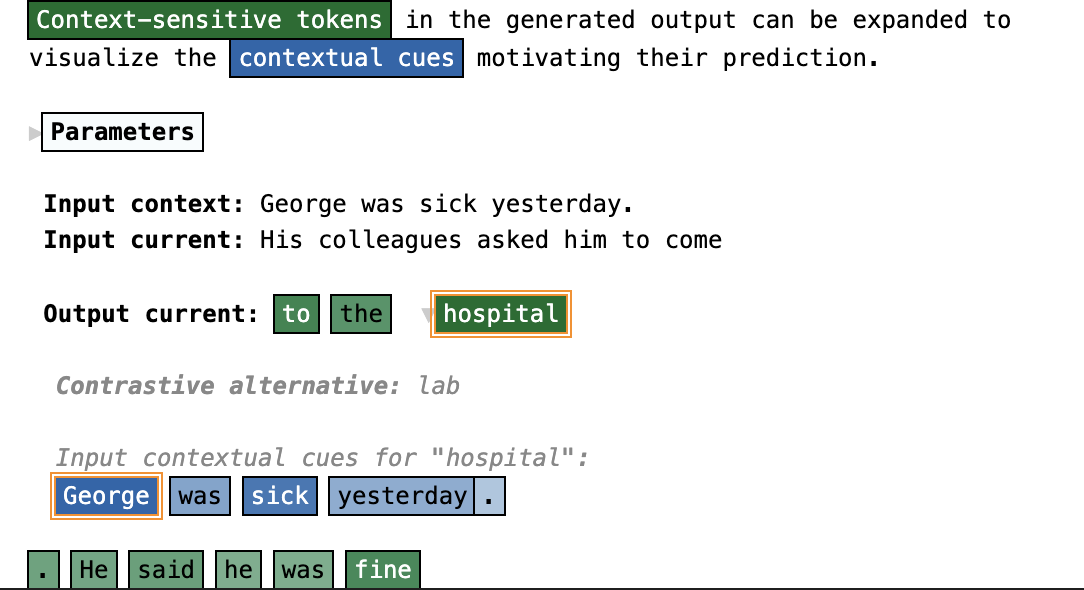 Context-sensitive tokens in the generated output can be expanded to
visualize the contextual cues motivating their prediction.
Parameters
Input context: George was sick yesterday.
Input current: His colleagues asked him to come
Output current: to the hospital
Contrastive alternative: lab
Input contextual cues for "hospital":
George was sick yesterday .
. He said he was fine